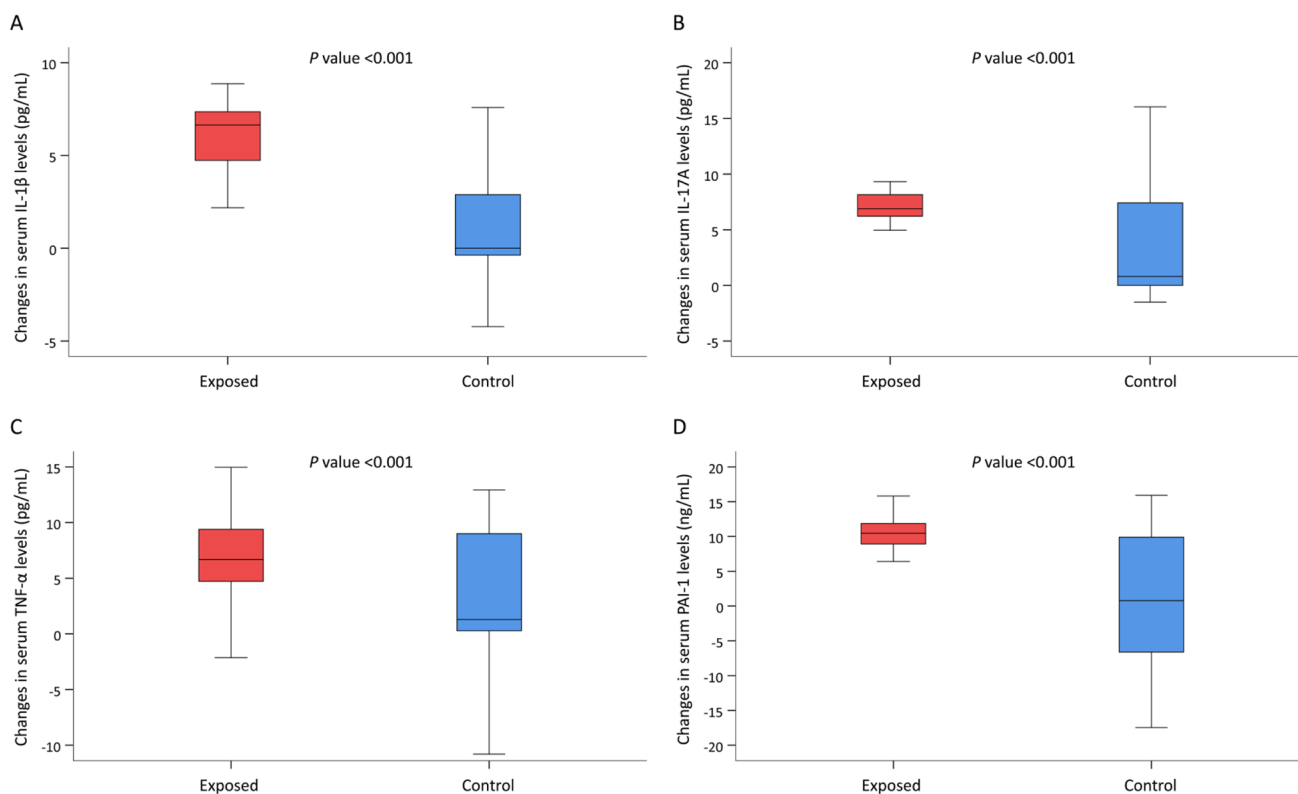 A
P value <0.001
Changes in serum IL-1β levels (pg/mL)
10
5
0
-5
Exposed
Control
B
P value <0.001
Changes in serum IL-17A levels (pg/mL)
20
15
10
5
0
-5
Exposed
Control
C
P value <0.001
Changes in serum TNF-α levels (pg/mL)
15
10
5
0
-5
-10
Exposed
Control
D
P value <0.001
Changes in serum PAI-1 levels (ng/mL)
20
15
10
5
0
-5
-10
-15
-20
Exposed
Control